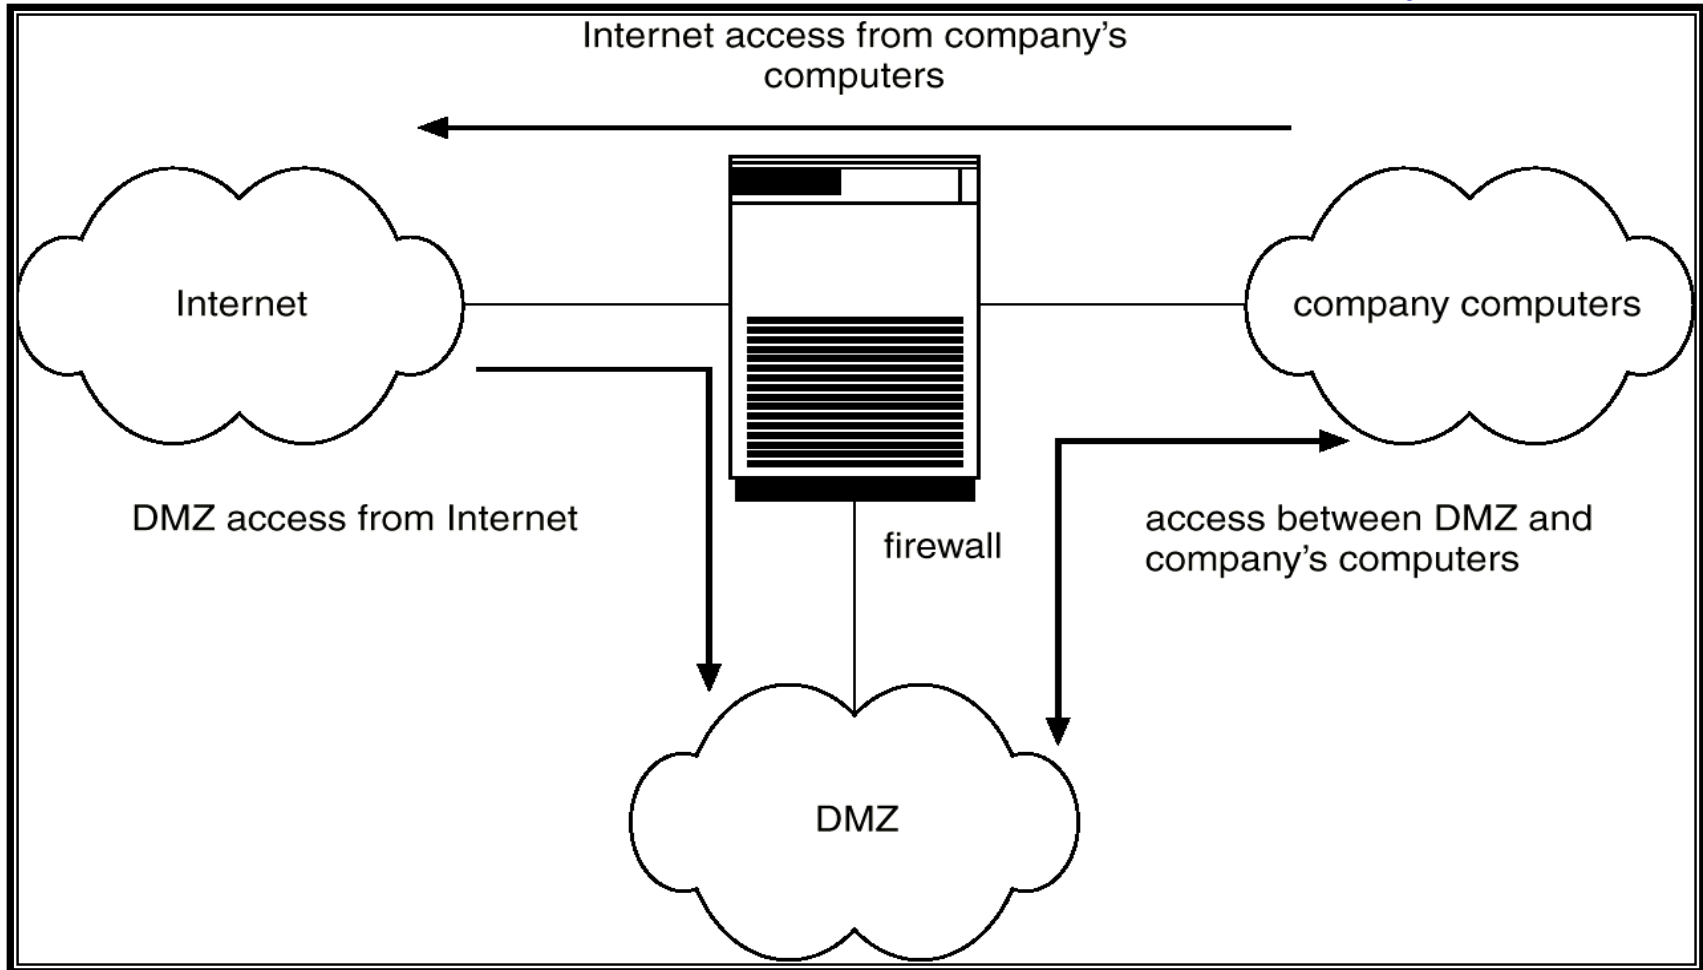 Internet access from company’s
computers
Internet
company computers
DMZ access from Internet
firewall
access between DMZ and
company’s computers
DMZ